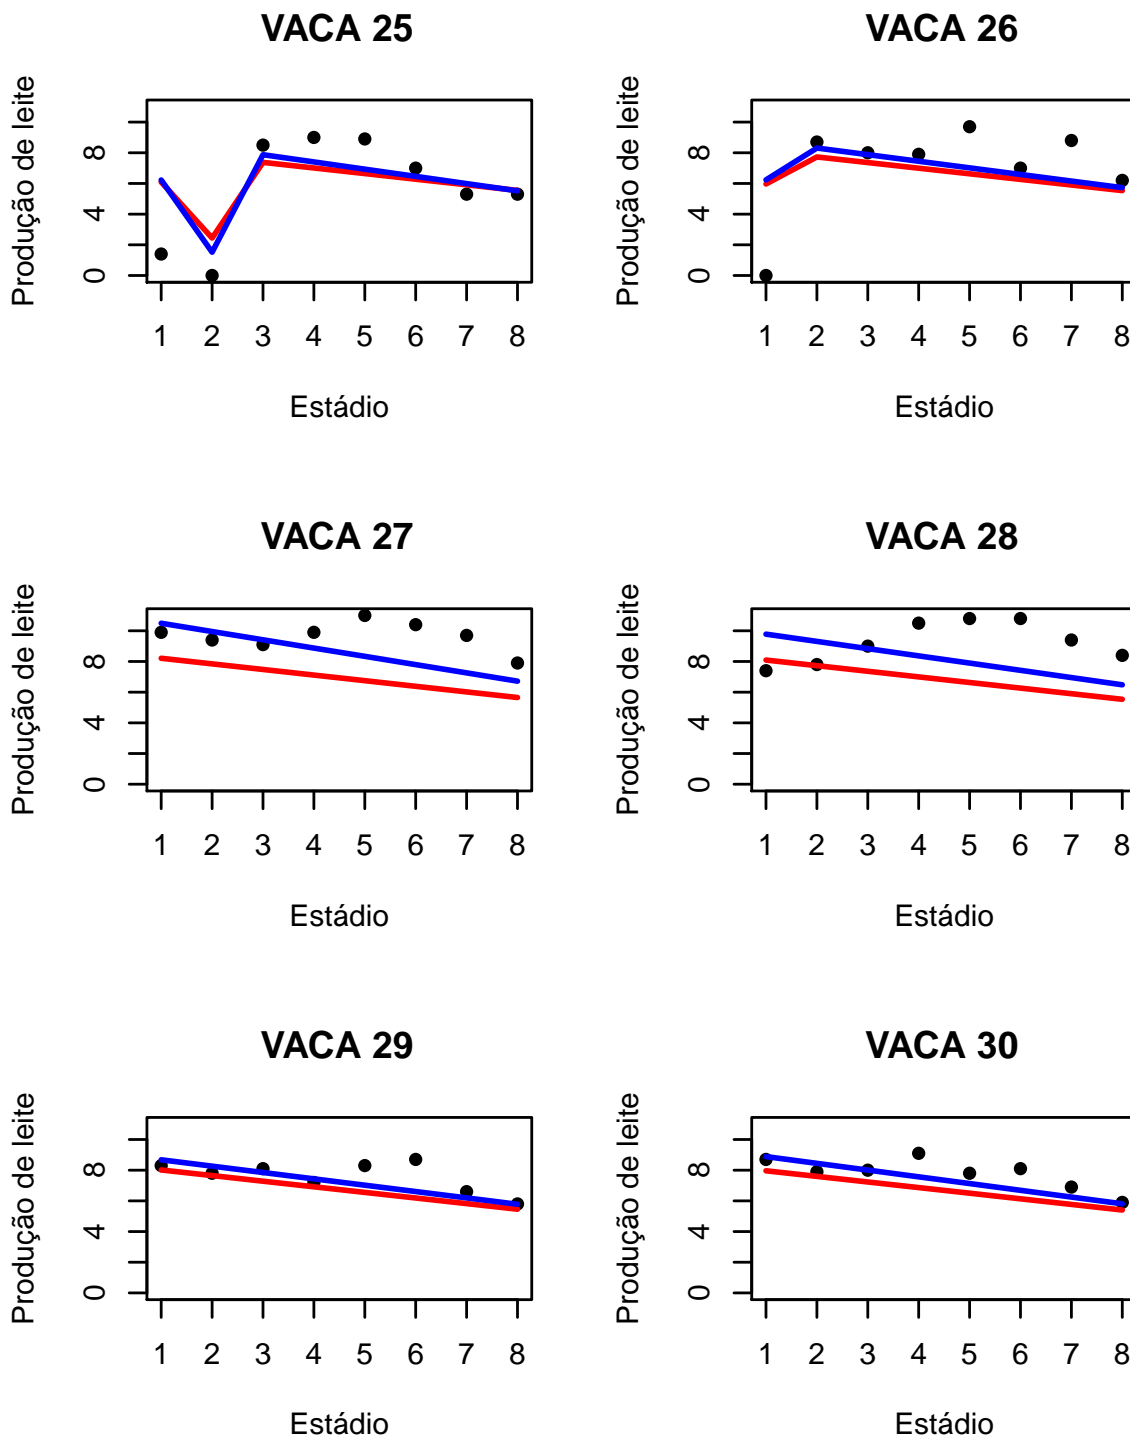 VACA 25
Produção de leite
0 4 8
1 2 3 4 5 6 7 8
Estádio
VACA 26
Produção de leite
0 4 8
1 2 3 4 5 6 7 8
Estádio
VACA 27
Produção de leite
0 4 8
1 2 3 4 5 6 7 8
Estádio
VACA 28
Produção de leite
0 4 8
1 2 3 4 5 6 7 8
Estádio
VACA 29
Produção de leite
0 4 8
1 2 3 4 5 6 7 8
Estádio
VACA 30
Produção de leite
0 4 8
1 2 3 4 5 6 7 8
Estádio